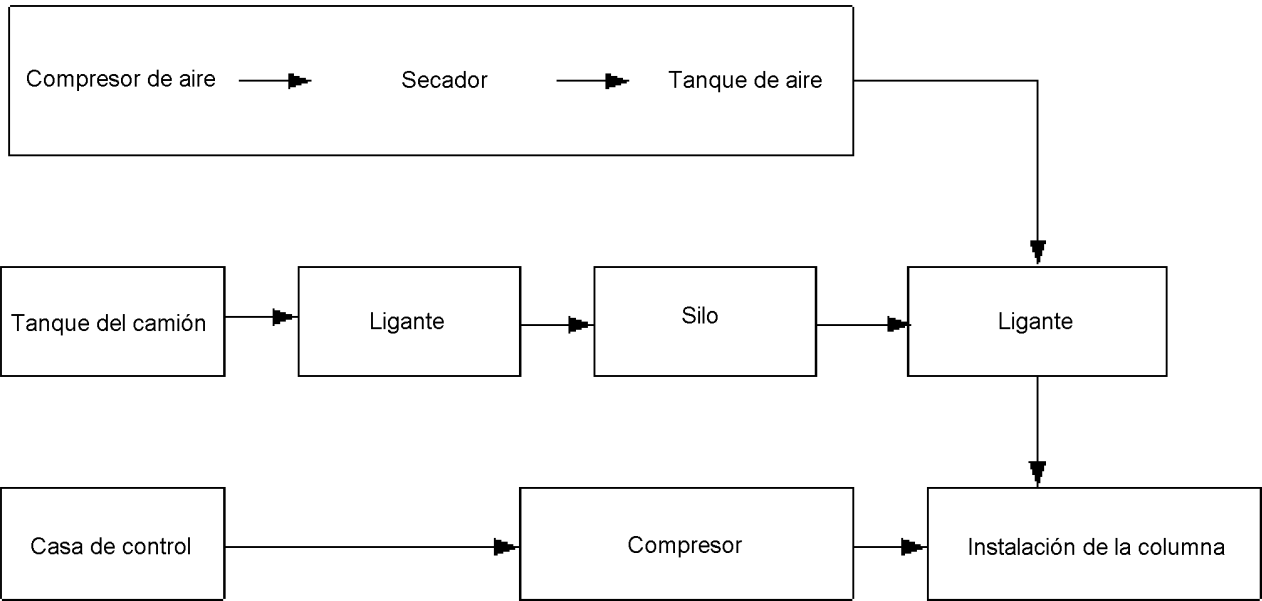 Compresor de aire
Secador
Tanque de aire
Tanque del camión
Ligante
Silo
Ligante
Casa de control
Compresor
Instalación de la columna